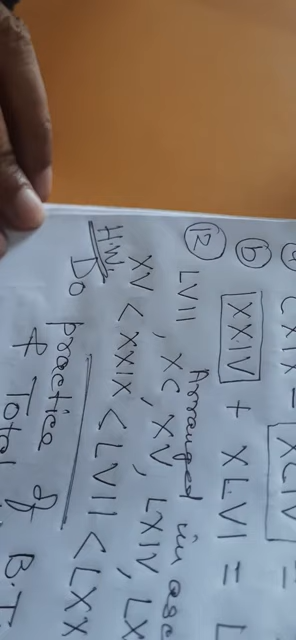 CXIX = XCIV =
(b) XXIV + XLVI = L
(12) Arranged in asc
LVII, XC, XV, LXIV, LX
XV < XXIX < LVII < LXX
H.W. Do practice of
& Total B.T.